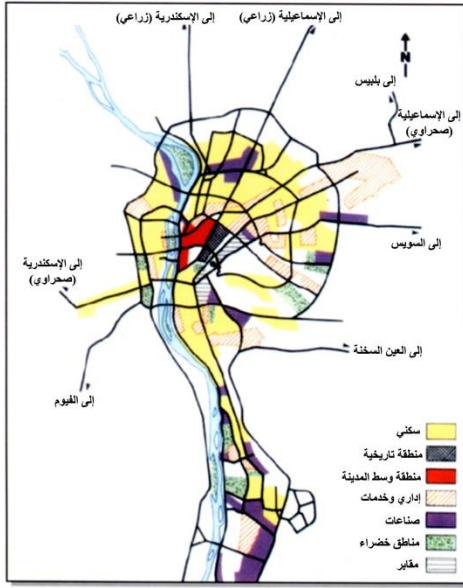 إلى الإسكندرية (زراعي)
إلى الإسماعيلية (زراعي)
N
إلى بلبيس
إلى الإسماعيلية
(صحراوي)
إلى السويس
إلى الإسكندرية
(صحراوي)
إلى العين السخنة
إلى الفيوم
سكني
منطقة تاريخية
منطقة وسط المدينة
إداري وخدمات
صناعات
مناطق خضراء
مقابر